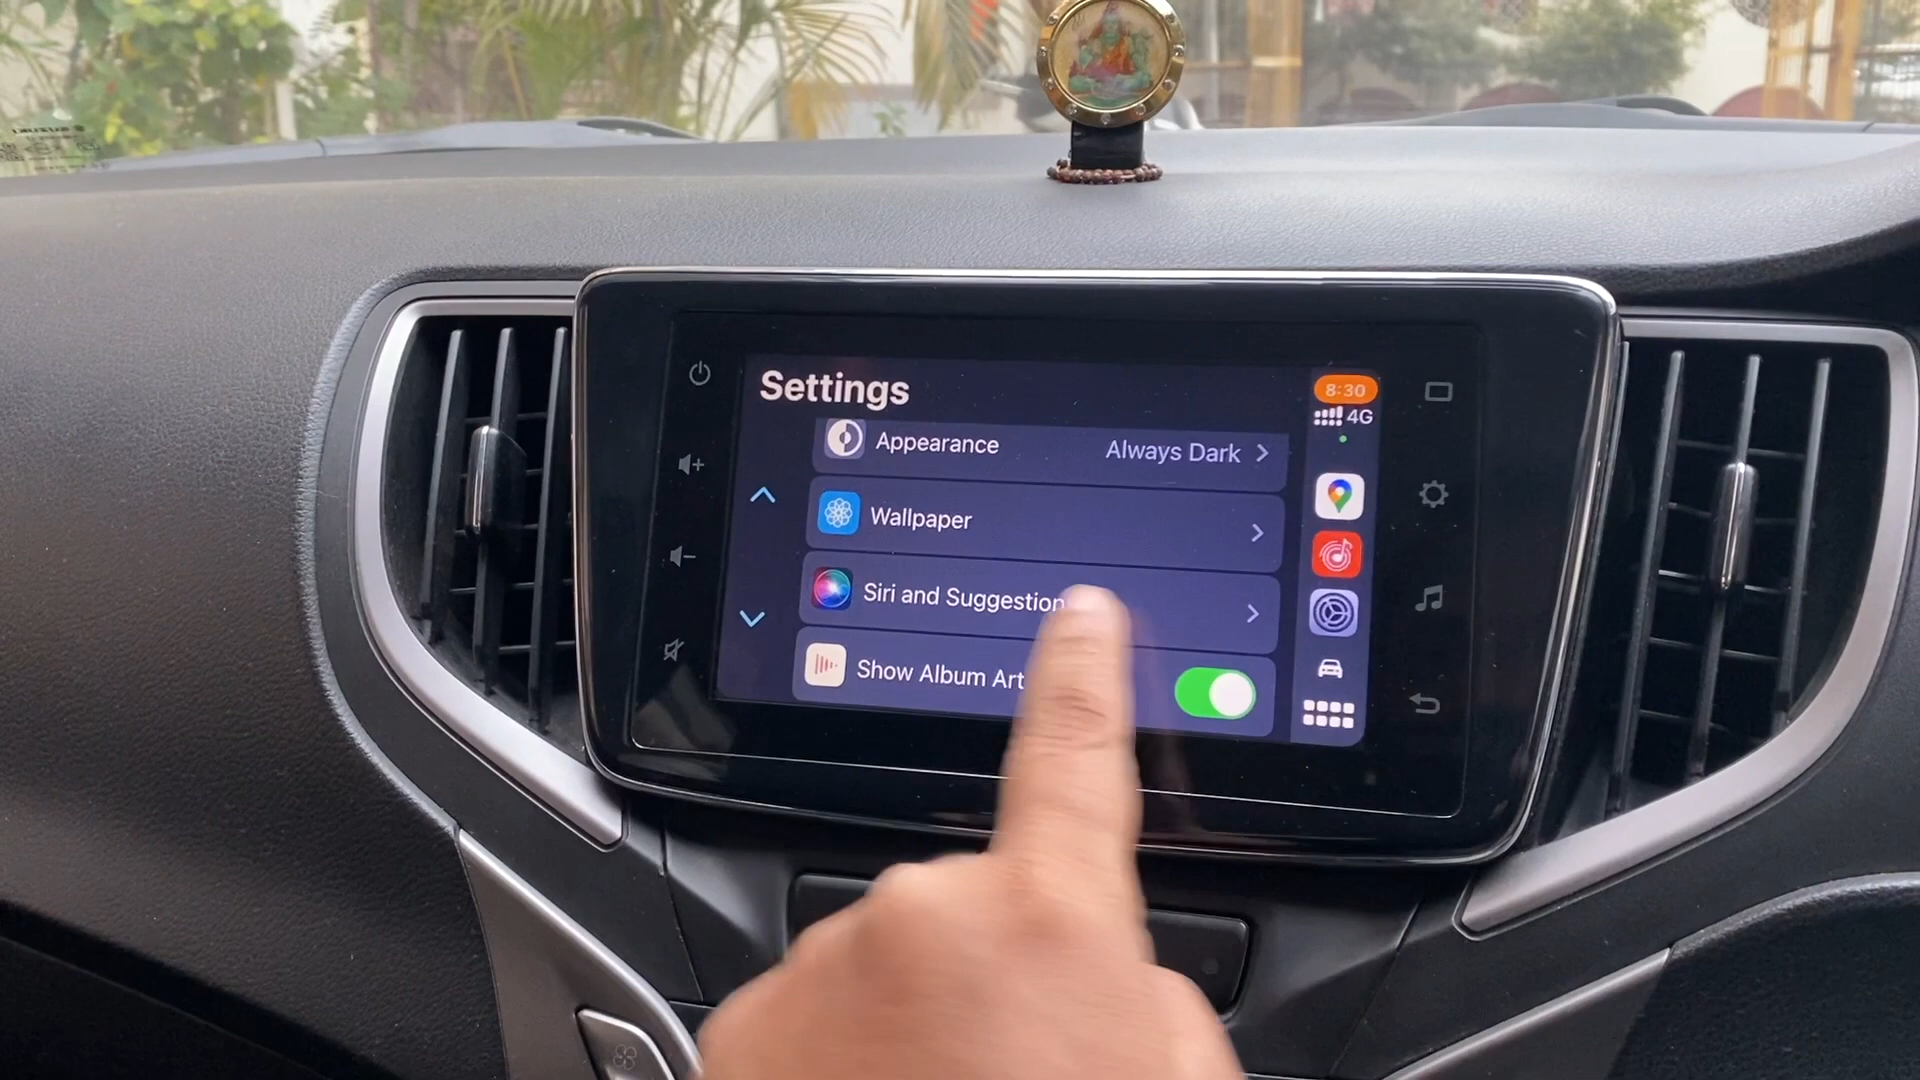 Settings
8:30
4G
Appearance
Always Dark
Wallpaper
Siri and Suggestion
Show Album Art